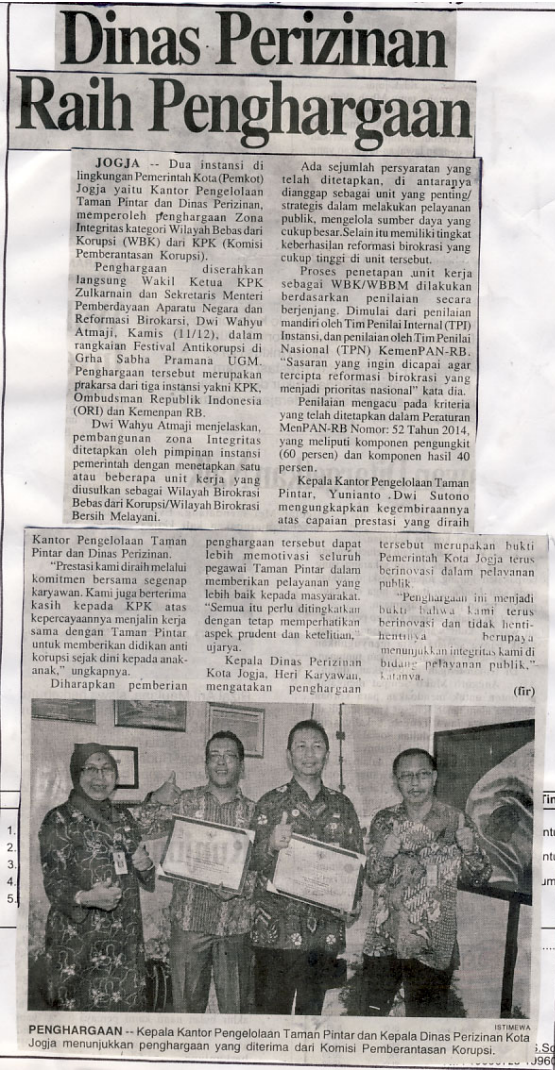 Dinas Perizinan
Raih Penghargaan
JOGJA -- Dua instansi di
lingkungan Pemerintah Kota (Pemkot)
Jogja yaitu Kantor Pengelolaan
Taman Pintar dan Dinas Perizinan,
memperoleh penghargaan Zona
Integritas kategori Wilayah Bebas dari
Korupsi (WBK) dari KPK (Komisi
Pemberantasan Korupsi).
Penghargaan diserahkan
langsung Wakil Ketua KPK
Zulkarnain dan Sekretaris Menteri
Pemberdayaan Aparatu Negara dan
Reformasi Birokarsi, Dwi Wahyu
Atmaji, Kamis (11/12), dalam
rangkaian Festival Antikorupsi di
Grha Sabha Pramana UGM.
Penghargaan tersebut merupakan
prakarsa dari tiga instansi yakni KPK,
Ombudsman Republik Indonesia
(ORI) dan Kemenpan RB.
Dwi Wahyu Atmaji menjelaskan,
pembangunan zona Integritas
ditetapkan oleh pimpinan instansi
pemerintah dengan menetapkan satu
atau beberapa unit kerja yang
diusulkan sebagai Wilayah Birokrasi
Bebas dari Korupsi/Wilayah Birokrasi
Bersih Melayani.
Ada sejumlah persyaratan yang
telah ditetapkan, di antaranya
dianggap sebagai unit yang penting/
strategis dalam melakukan pelayanan
publik, mengelola sumber daya yang
cukup besar.Selain itu memiliki tingkat
keberhasilan reformasi birokrasi yang
cukup tinggi di unit tersebut.
Proses penetapan unit kerja
sebagai WBK/WBBM dilakukan
berdasarkan penilaian secara
berjenjang. Dimulai dari penilaian
mandiri oleh Tim Penilai Internal (TPI)
Instansi, dan penilaian oleh Tim Penilai
Nasional (TPN) KemenPAN-RB.
“Sasaran yang ingin dicapai agar
tercipta reformasi birokrasi yang
menjadi prioritas nasional” kata dia.
Penilaian mengacu pada kriteria
yang telah ditetapkan dalam Peraturan
MenPAN-RB Nomor: 52 Tahun 2014,
yang meliputi komponen pengungkit
(60 persen) dan komponen hasil 40
persen.
Kepala Kantor Pengelolaan Taman
Pintar, Yunianto Dwi Sutono
mengungkapkan kegembiraannya
atas capaian prestasi yang diraih
Kantor Pengelolaan Taman
Pintar dan Dinas Perizinan.
“Prestasi kami diraih melalui
komitmen bersama segenap
karyawan. Kami juga berterima
kasih kepada KPK atas
kepercayaannya menjalin kerja
sama dengan Taman Pintar
untuk memberikan didikan anti
korupsi sejak dini kepada anak-
anak,” ungkapnya.
Diharapkan pemberian
penghargaan tersebut dapat
lebih memotivasi seluruh
pegawai Taman Pintar dalam
memberikan pelayanan yang
lebih baik kepada masyarakat.
“Semua itu perlu ditingkatkan
dengan tetap memperhatikan
aspek prudent dan ketelitian,”
ujarya.
Kepala Dinas Perizinan
Kota Jogja, Heri Karyawan,
mengatakan penghargaan
tersebut merupakan bukti
Pemerintah Kota Jogja terus
berinovasi dalam pelayanan
publik.
“Penghargaan ini menjadi
bukti bahwa kami terus
berinovasi dan tidak henti-
hentinya berupaya
menunjukkan integritas kami di
bidang pelayanan publik,”
katanya.
(fir)
ISTIMEWA
PENGHARGAAN -- Kepala Kantor Pengelolaan Taman Pintar dan Kepala Dinas Perizinan Kota
Jogja menunjukkan penghargaan yang diterima dari Komisi Pemberantasan Korupsi.
1.
2.
3.
4.
5.